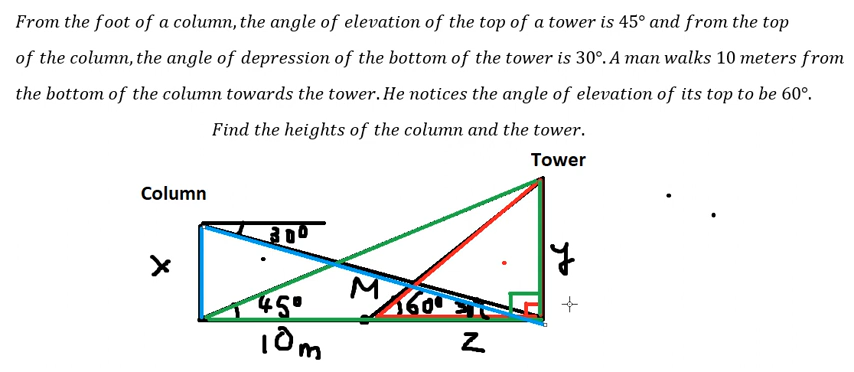 From the foot of a column, the angle of elevation of the top of a tower is 45° and from the top
of the column, the angle of depression of the bottom of the tower is 30°. A man walks 10 meters from
the bottom of the column towards the tower. He notices the angle of elevation of its top to be 60°.
Find the heights of the column and the tower.
Tower
Column
30°
x
y
45°
M
60°
10m
z